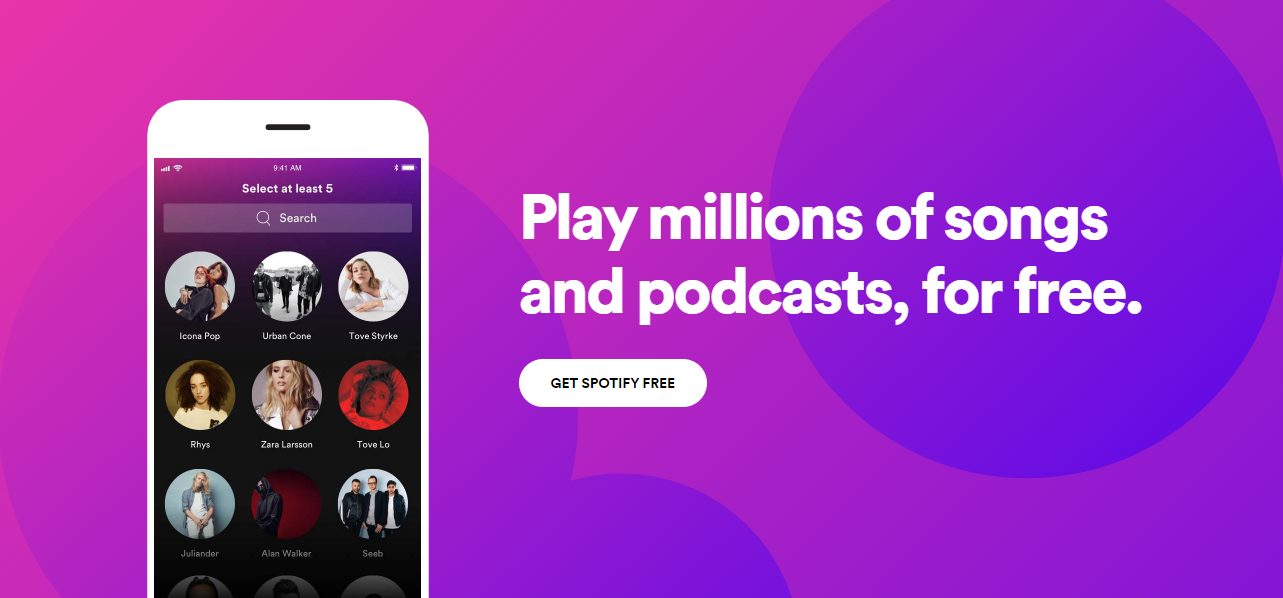 9:41 AM
Select at least 5
Search
Icona Pop
Urban Cone
Tove Styrke
Rhys
Zara Larsson
Tove Lo
Juliander
Alan Walker
Seeb
Play millions of songs
and podcasts, for free.
GET SPOTIFY FREE